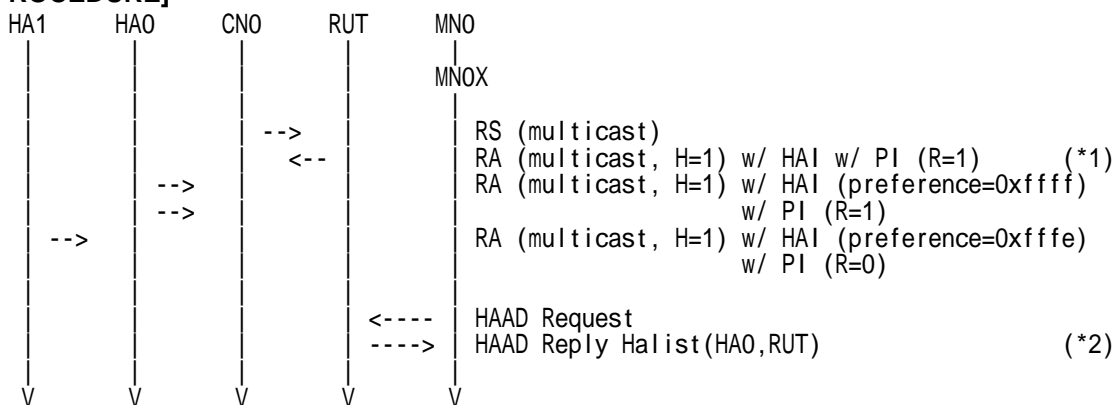 ROCEDURE]
HA1 HA0 CN0 RUT MN0
MN0X
--> RS (multicast)
<-- RA (multicast, H=1) w/ HAI w/ PI (R=1) (*1)
--> RA (multicast, H=1) w/ HAI (preference=0xffff)
--> w/ PI (R=1)
--> RA (multicast, H=1) w/ HAI (preference=0xfffe)
w/ PI (R=0)
<---- HAAD Request
----> HAAD Reply Halist(HA0,RUT) (*2)
V V V V V